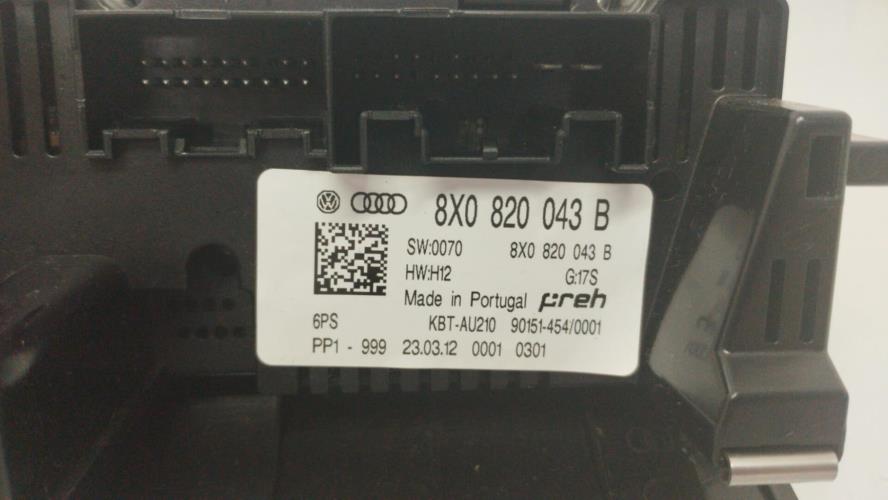 8X0 820 043 B
SW:0070 8X0 820 043 B
HW:H12 G:17S
Made in Portugal preh
6PS KBT-AU210 90151-454/0001
PP1 - 999 23.03.12 0001 0301